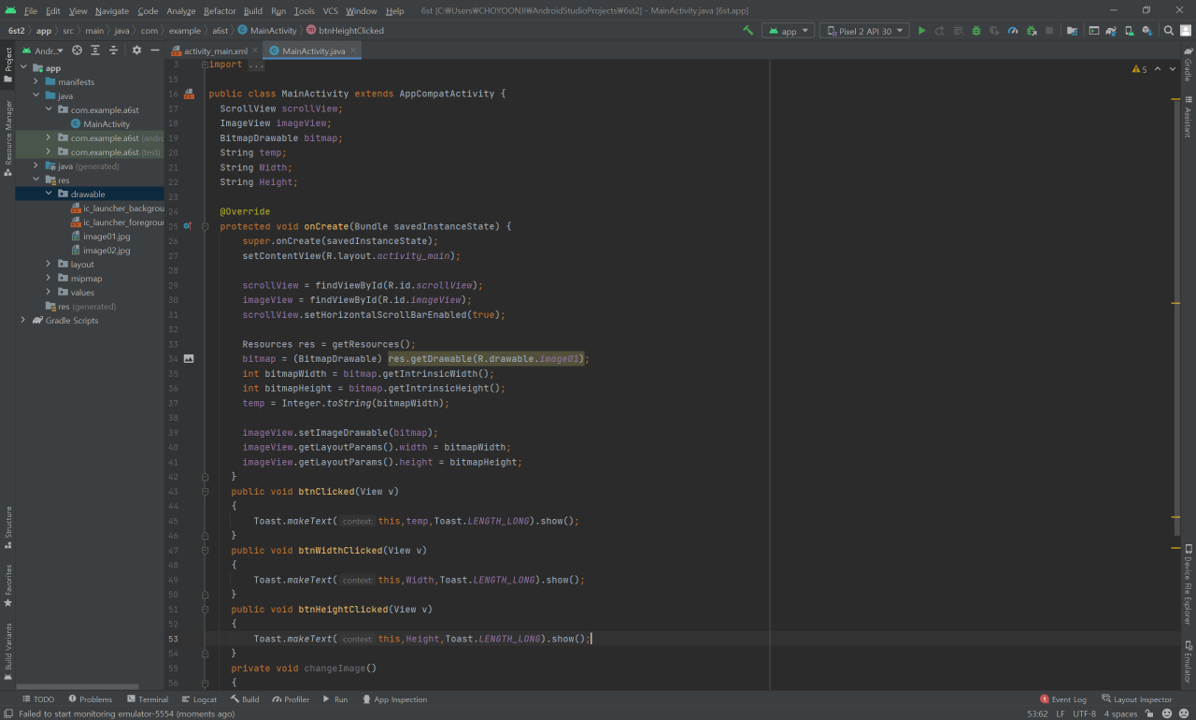 File Edit View Navigate Code Analyze Refactor Build Run Tools VCS Window Help 6st [C:₩Users₩CHOYOONJI₩AndroidStudioProjects₩6st2] - MainActivity.java [6st.app]
6st2 app src main java com example a6st MainActivity btnHeightClicked app Pixel 2 API 30
Andr... activity_main.xml MainActivity.java
app
manifests
java
com.example.a6st
MainActivity
com.example.a6st (andro
com.example.a6st (test)
java (generated)
res
drawable
ic_launcher_backgrou
ic_launcher_foregroun
image01.jpg
image02.jpg
layout
mipmap
values
res (generated)
Gradle Scripts
Project
Resource Manager
Structure
Favorites
Build Variants
3 import ...
15
16 public class MainActivity extends AppCompatActivity {
17 ScrollView scrollView;
18 ImageView imageView;
19 BitmapDrawable bitmap;
20 String temp;
21 String Width;
22 String Height;
23
24 @Override
25 protected void onCreate(Bundle savedInstanceState) {
26 super.onCreate(savedInstanceState);
27 setContentView(R.layout.activity_main);
28
29 scrollView = findViewById(R.id.scrollView);
30 imageView = findViewById(R.id.imageView);
31 scrollView.setHorizontalScrollBarEnabled(true);
32
33 Resources res = getResources();
34 bitmap = (BitmapDrawable) res.getDrawable(R.drawable.image01);
35 int bitmapWidth = bitmap.getIntrinsicWidth();
36 int bitmapHeight = bitmap.getIntrinsicHeight();
37 temp = Integer.toString(bitmapWidth);
38
39 imageView.setImageDrawable(bitmap);
40 imageView.getLayoutParams().width = bitmapWidth;
41 imageView.getLayoutParams().height = bitmapHeight;
42 }
43 public void btnClicked(View v)
44 {
45 Toast.makeText( context: this,temp,Toast.LENGTH_LONG).show();
46 }
47 public void btnWidthClicked(View v)
48 {
49 Toast.makeText( context: this,Width,Toast.LENGTH_LONG).show();
50 }
51 public void btnHeightClicked(View v)
52 {
53 Toast.makeText( context: this,Height,Toast.LENGTH_LONG).show();
54 }
55 private void changeImage()
56 {
5
Gradle
Assistant
Device File Explorer
Emulator
TODO Problems Terminal Logcat Build Profiler Run App Inspection 1 Event Log Layout Inspector
Failed to start monitoring emulator-5554 (moments ago) 53:62 LF UTF-8 4 spaces